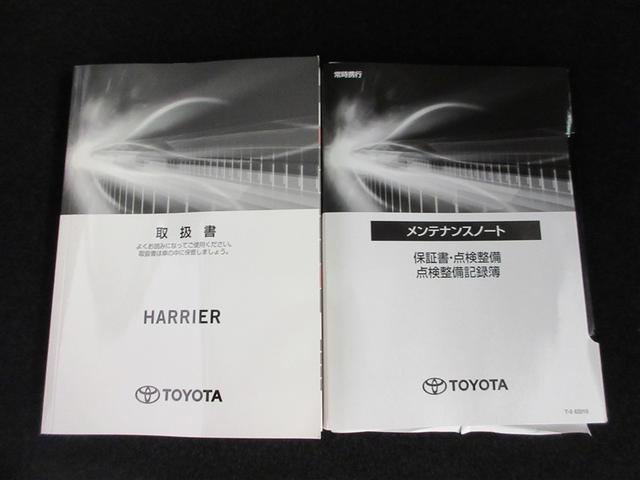 取扱書
よくお読みになってご使用ください。
取扱書は車の中に保管しましょう。
HARRIER
TOYOTA
常時携行
メンテナンスノート
保証書・点検整備
点検整備記録簿
TOYOTA